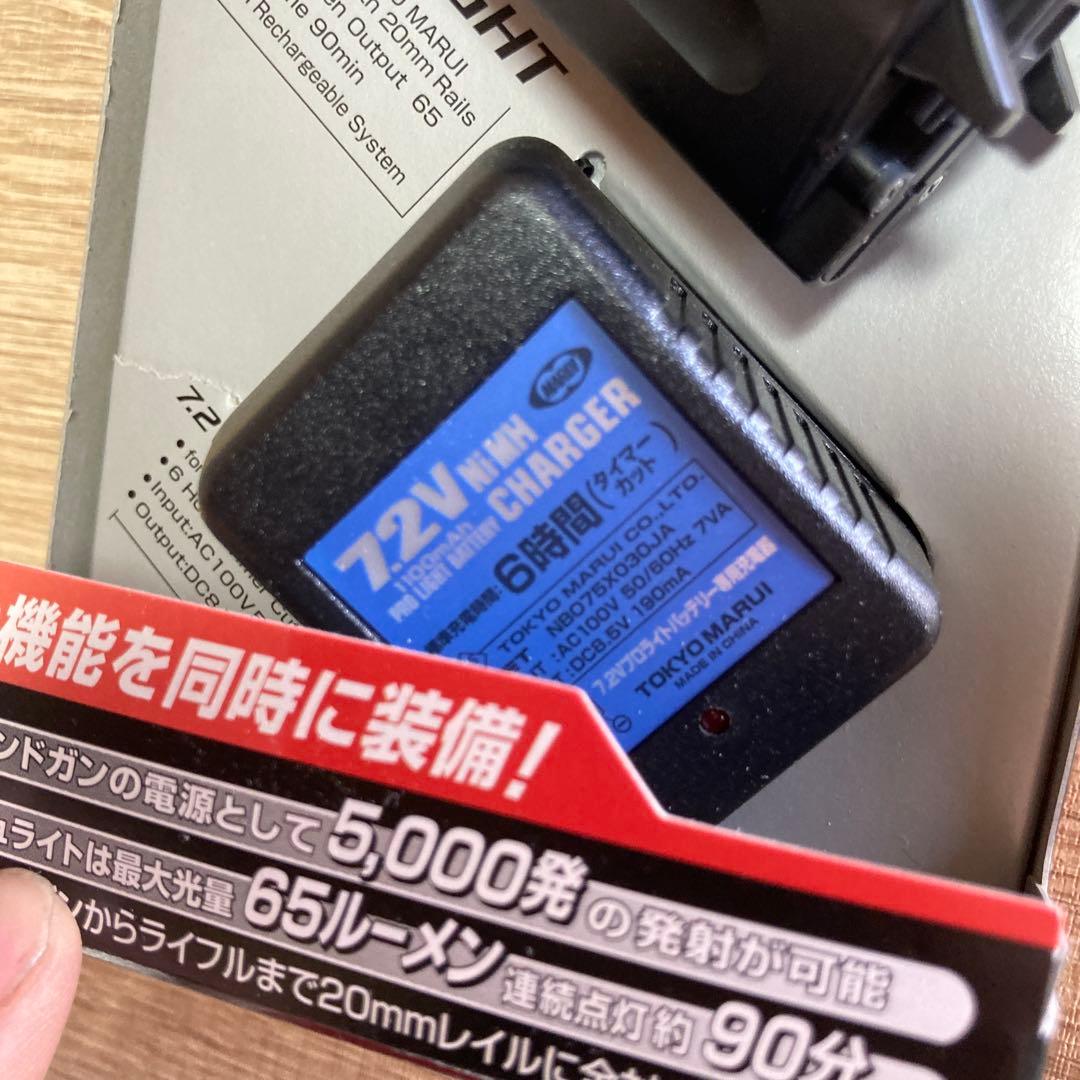 GHT
MARUI
20mm Rails
Output 65
90min
Rechargeable System
7.2
• for
• 6 Ho
• Input:AC100V
• Output:DC8
MARUI
7.2V NiMH
1100mAh
PRO LIGHT BATTERY CHARGER
6時間(タイマーカット)
TOKYO MARUI CO.,LTD.
NB075X030JA
:AC100V 50/60Hz 7VA
:DC8.5V 190mA
7.2Vプロライトバッテリー専用充電器
TOKYO MARUI
MADE IN CHINA
機能を同時に装備!
ンドガンの電源として5,000発の発射が可能
ュライトは最大光量65ルーメン 連続点灯約90分
ンからライフルまで20mmレイルに